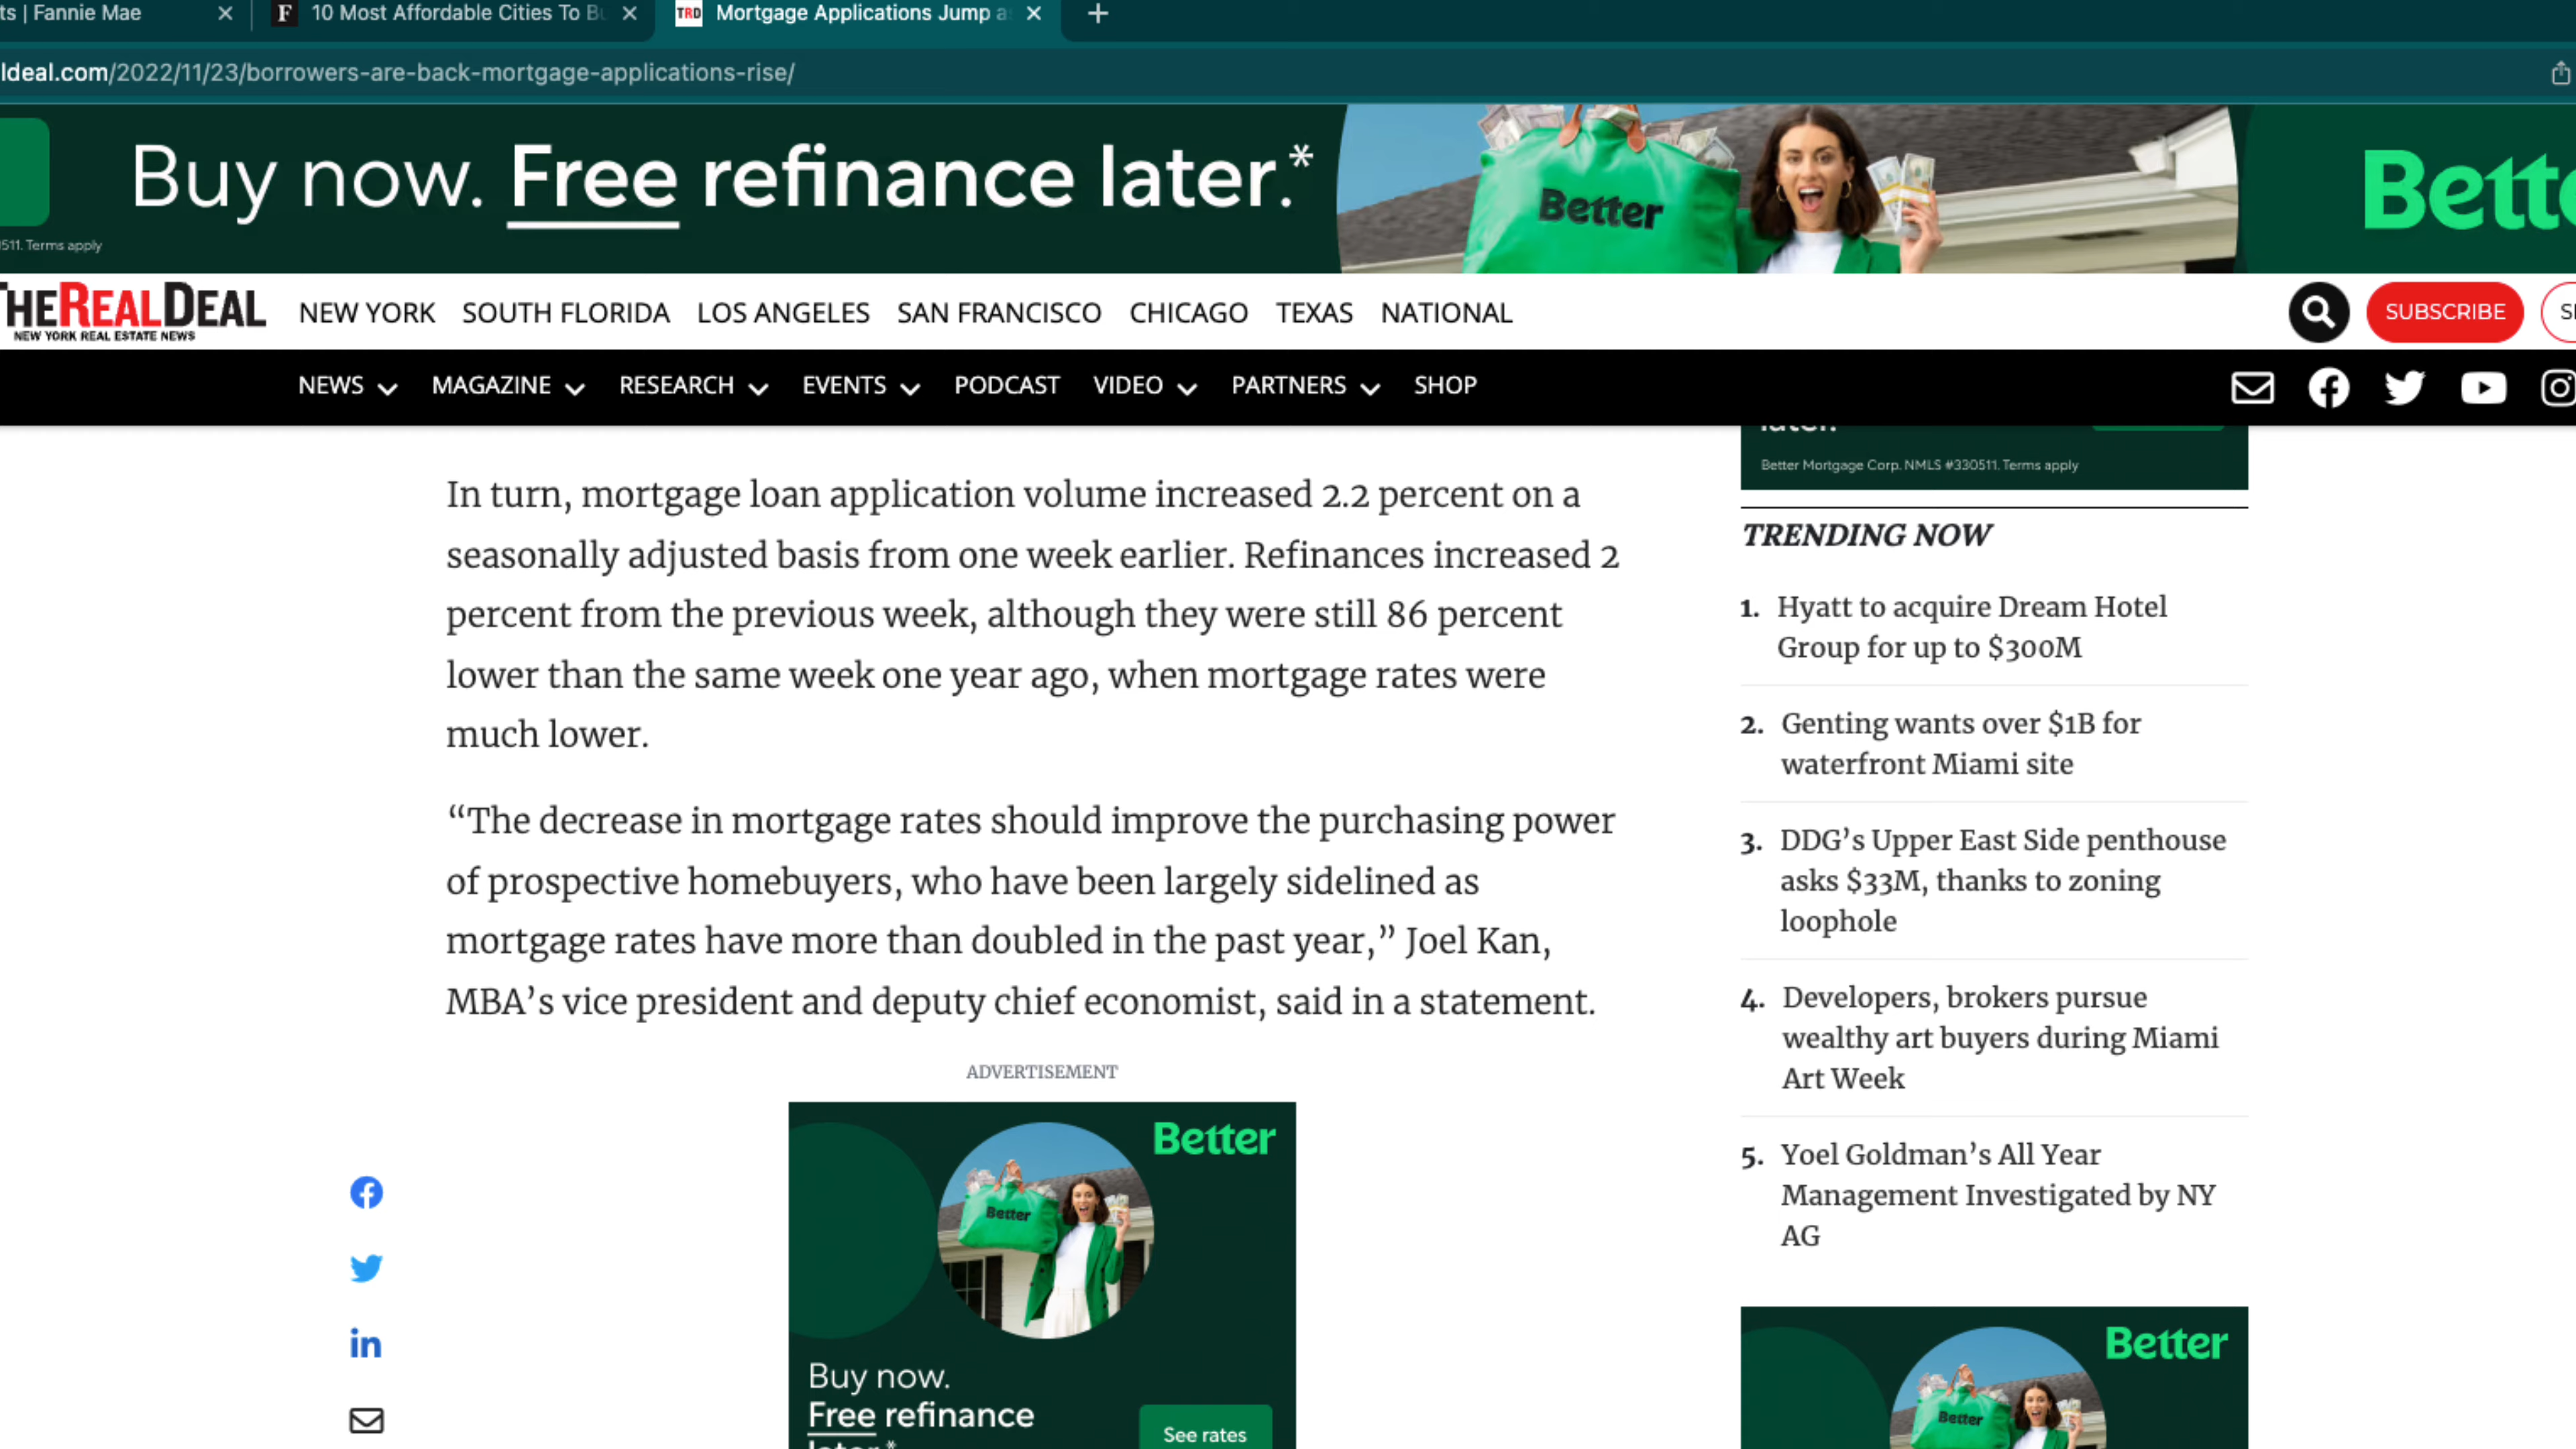 ts | Fannie Mae
10 Most Affordable Cities To Bu
TRD Mortgage Applications Jump a
ldeal.com/2022/11/23/borrowers-are-back-mortgage-applications-rise/
Buy now. Free refinance later.*
Better
Bette
511. Terms apply
THEREALDEAL
NEW YORK REAL ESTATE NEWS
NEW YORK SOUTH FLORIDA LOS ANGELES SAN FRANCISCO CHICAGO TEXAS NATIONAL
SUBSCRIBE
NEWS MAGAZINE RESEARCH EVENTS PODCAST VIDEO PARTNERS SHOP
In turn, mortgage loan application volume increased 2.2 percent on a
seasonally adjusted basis from one week earlier. Refinances increased 2
percent from the previous week, although they were still 86 percent
lower than the same week one year ago, when mortgage rates were
much lower.
“The decrease in mortgage rates should improve the purchasing power
of prospective homebuyers, who have been largely sidelined as
mortgage rates have more than doubled in the past year,” Joel Kan,
MBA’s vice president and deputy chief economist, said in a statement.
ADVERTISEMENT
Better
Better
Buy now.
Free refinance
later.*
See rates
later.
Better Mortgage Corp. NMLS #330511. Terms apply
TRENDING NOW
1. Hyatt to acquire Dream Hotel
Group for up to $300M
2. Genting wants over $1B for
waterfront Miami site
3. DDG’s Upper East Side penthouse
asks $33M, thanks to zoning
loophole
4. Developers, brokers pursue
wealthy art buyers during Miami
Art Week
5. Yoel Goldman’s All Year
Management Investigated by NY
AG
Better
Better